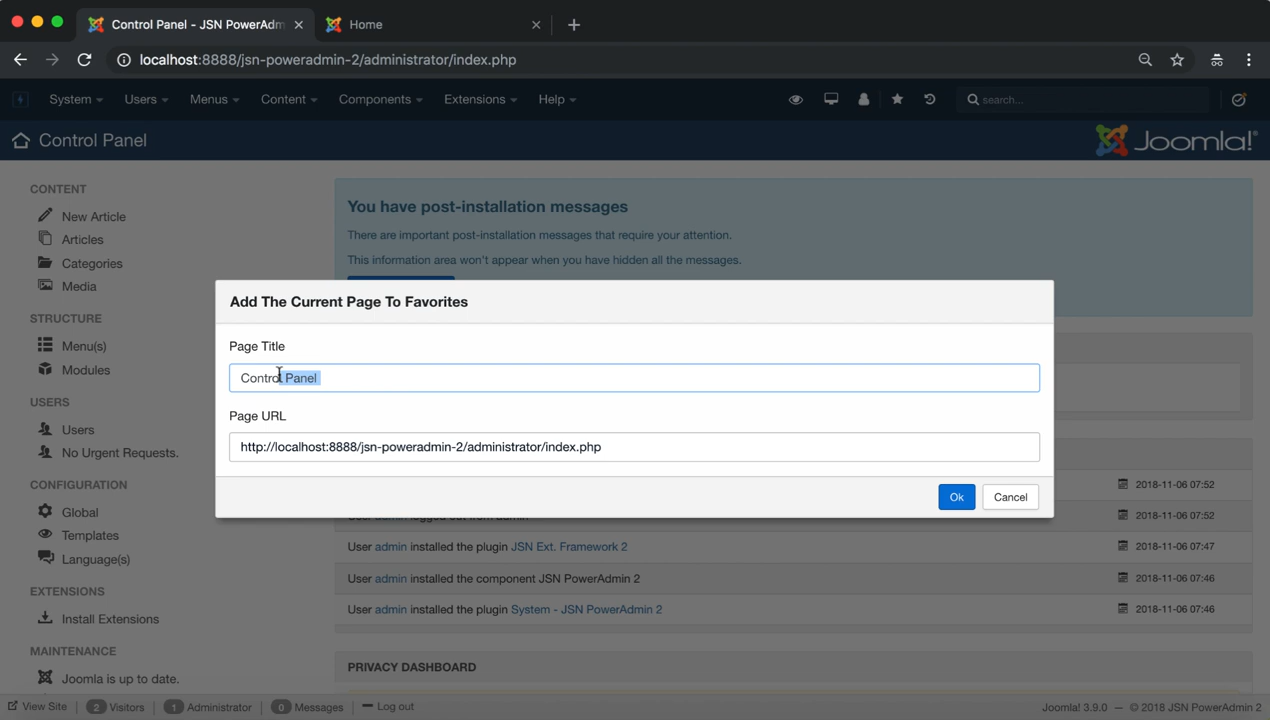 Control Panel - JSN PowerAdm
Home
localhost:8888/jsn-poweradmin-2/administrator/index.php
System Users Menus Content Components Extensions Help search...
Control Panel
Joomla!®
CONTENT
New Article
Articles
Categories
Media
STRUCTURE
Menu(s)
Modules
USERS
Users
No Urgent Requests.
CONFIGURATION
Global
Templates
Language(s)
EXTENSIONS
Install Extensions
MAINTENANCE
Joomla is up to date.
You have post-installation messages
There are important post-installation messages that require your attention.
This information area won't appear when you have hidden all the messages.
Add The Current Page To Favorites
Page Title
Control Panel
Page URL
http://localhost:8888/jsn-poweradmin-2/administrator/index.php
Ok Cancel
2018-11-06 07:52
User admin logged out from admin 2018-11-06 07:52
User admin installed the plugin JSN Ext. Framework 2 2018-11-06 07:47
User admin installed the component JSN PowerAdmin 2 2018-11-06 07:46
User admin installed the plugin System - JSN PowerAdmin 2 2018-11-06 07:46
PRIVACY DASHBOARD
View Site 2 Visitors 1 Administrator 0 Messages Log out Joomla! 3.9.0 — © 2018 JSN PowerAdmin 2